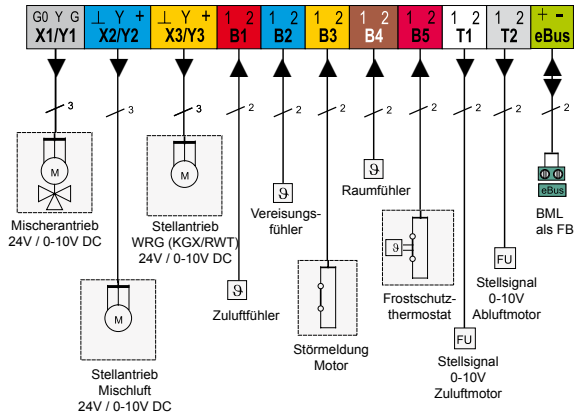 G0 Y G
X1/Y1
⊥ Y +
X2/Y2
⊥ Y +
X3/Y3
1 2
B1
1 2
B2
1 2
B3
1 2
B4
1 2
B5
1 2
T1
1 2
T2
+ -
eBus
3
3
3
2
2
2
2
2
2
2
2
M
Mischerantrieb
24V / 0-10V DC
M
Stellantrieb
Mischluft
24V / 0-10V DC
M
Stellantrieb
WRG (KGX/RWT)
24V / 0-10V DC
ϑ
Zuluftfühler
ϑ
Vereisungs-
fühler
Störmeldung
Motor
ϑ
Raumfühler
ϑ
Frostschutz-
thermostat
FU
Stellsignal
0-10V
Zuluftmotor
FU
Stellsignal
0-10V
Abluftmotor
eBus
BML
als FB